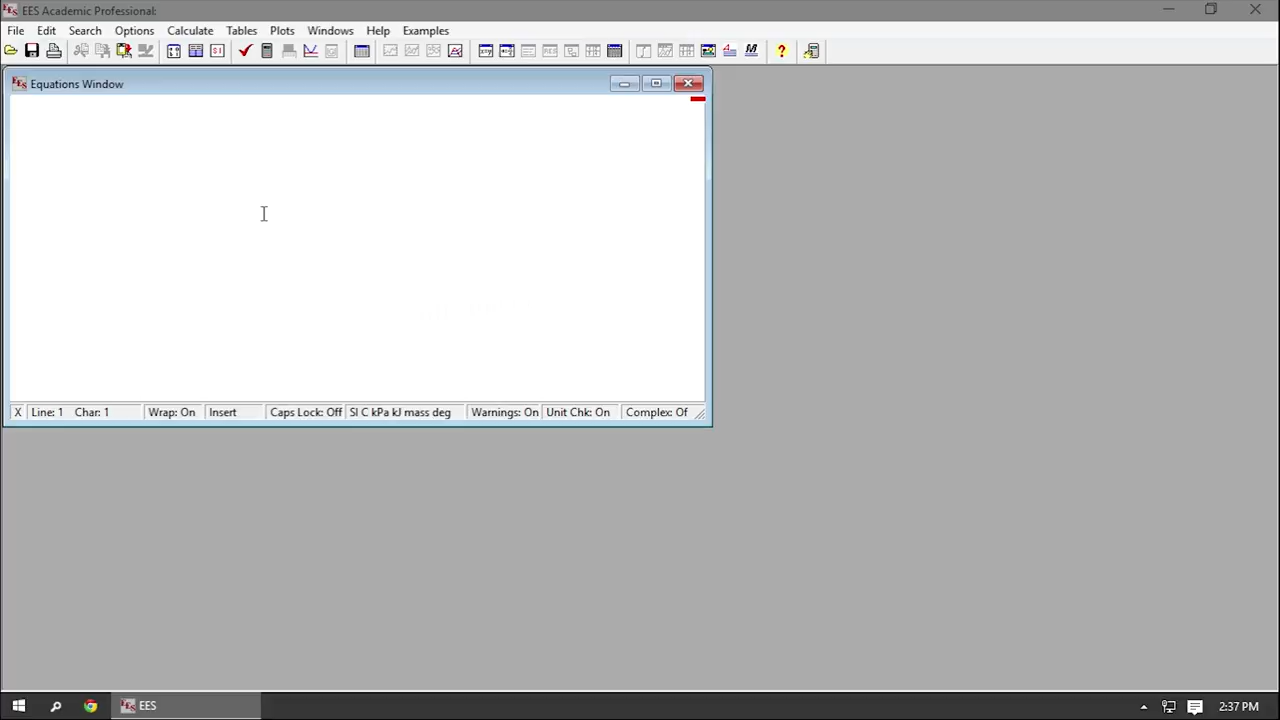 EES Academic Professional:
File Edit Search Options Calculate Tables Plots Windows Help Examples
EES Equations Window
X Line: 1 Char: 1 Wrap: On Insert Caps Lock: Off SI C kPa kJ mass deg Warnings: On Unit Chk: On Complex: Of
EES 2:37 PM